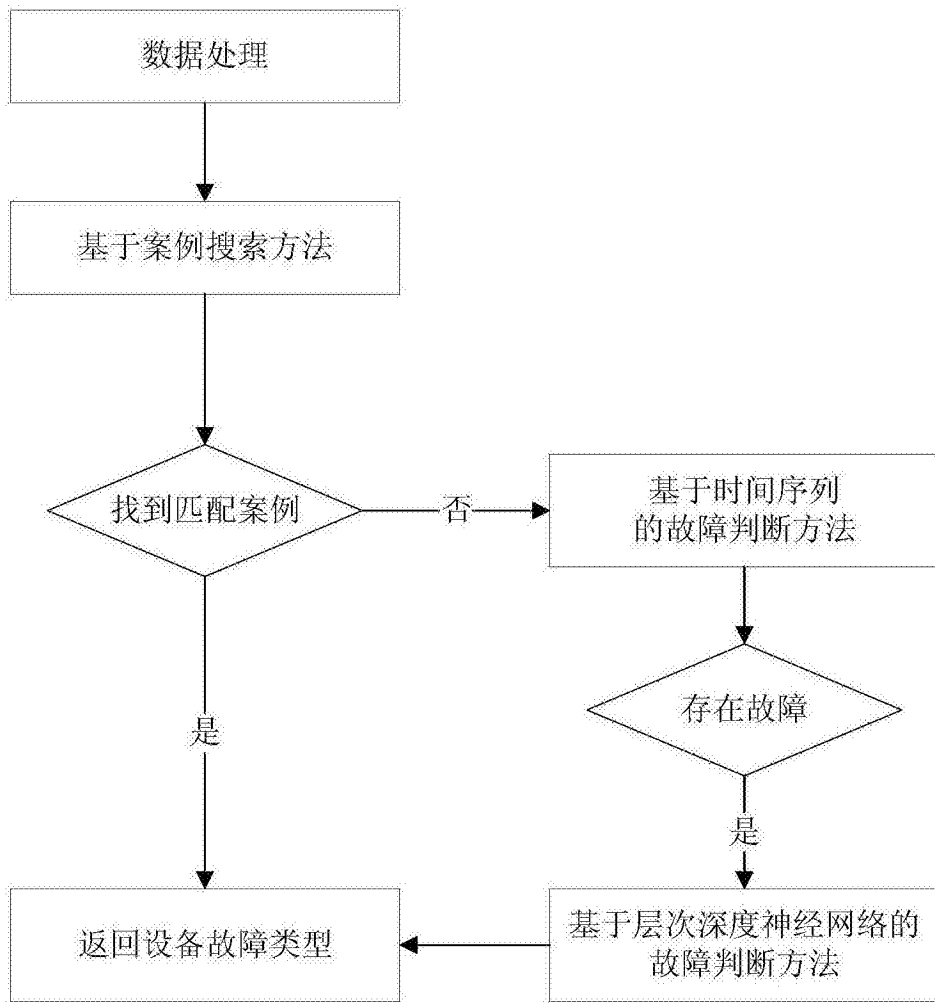 数据处理
基于案例搜索方法
找到匹配案例
否
基于时间序列
的故障判断方法
存在故障
是
是
返回设备故障类型
基于层次深度神经网络的
故障判断方法